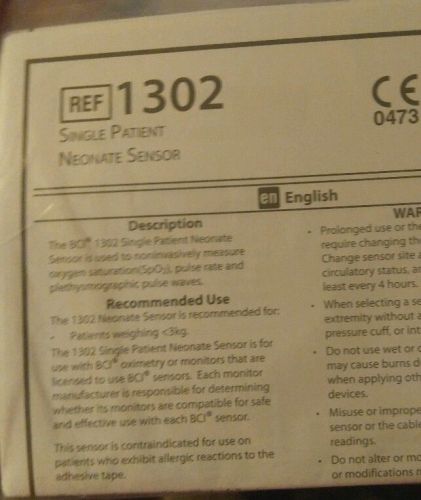 REF 1302
SINGLE PATIENT
NEONATE SENSOR
CE
0473
en English
Description
The BCI® 1302 Single Patient Neonate
Sensor is used to noninvasively measure
oxygen saturation(SpO₂), pulse rate and
plethysmographic pulse waves.
Recommended Use
The 1302 Neonate Sensor is recommended for:
- Patients weighing <3kg.
The 1302 Single Patient Neonate Sensor is for
use with BCI® oximetry or monitors that are
licensed to use BCI® sensors. Each monitor
manufacturer is responsible for determining
whether its monitors are compatible for safe
and effective use with each BCI® sensor.
This sensor is contraindicated for use on
patients who exhibit allergic reactions to the
adhesive tape.
WAR
• Prolonged use or the
require changing the
Change sensor site a
circulatory status, an
least every 4 hours.
• When selecting a se
extremity without a
pressure cuff, or int
• Do not use wet or d
may cause burns d
when applying oth
devices.
• Misuse or imprope
sensor or the cable
readings.
• Do not alter or mo
or modifications m